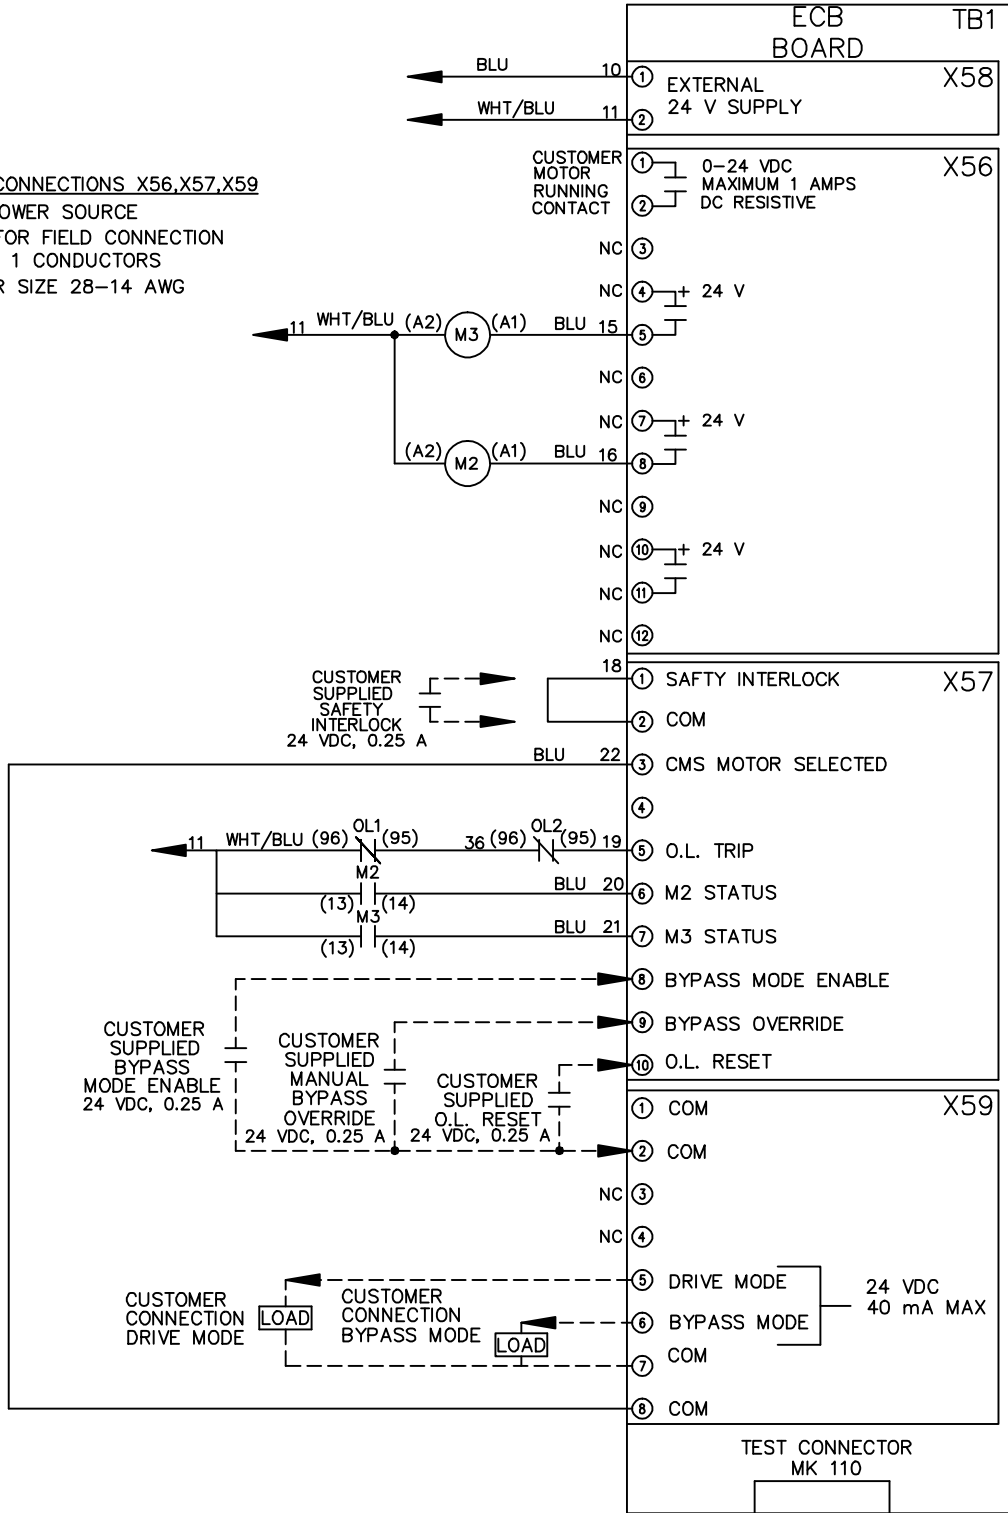 ECB TB1
BOARD
BLU 10 1 EXTERNAL X58
WHT/BLU 11 2 24 V SUPPLY
CONNECTIONS X56,X57,X59
OWER SOURCE
FOR FIELD CONNECTION
1 CONDUCTORS
R SIZE 28-14 AWG
CUSTOMER
MOTOR
RUNNING
CONTACT
1 0-24 VDC X56
MAXIMUM 1 AMPS
2 DC RESISTIVE
NC 3
NC 4 + 24 V
11 WHT/BLU (A2) M3 (A1) BLU 15 5
NC 6
NC 7 + 24 V
(A2) M2 (A1) BLU 16 8
NC 9
NC 10 + 24 V
NC 11
NC 12
CUSTOMER
SUPPLIED
SAFETY
INTERLOCK
24 VDC, 0.25 A
18 1 SAFTY INTERLOCK X57
2 COM
BLU 22 3 CMS MOTOR SELECTED
4
11 WHT/BLU (96) OL1 (95) 36 (96) OL2 (95) 19 5 O.L. TRIP
M2
(13) (14) BLU 20 6 M2 STATUS
M3
(13) (14) BLU 21 7 M3 STATUS
8 BYPASS MODE ENABLE
9 BYPASS OVERRIDE
10 O.L. RESET
CUSTOMER
SUPPLIED
BYPASS
MODE ENABLE
24 VDC, 0.25 A
CUSTOMER
SUPPLIED
MANUAL
BYPASS
OVERRIDE
24 VDC, 0.25 A
CUSTOMER
SUPPLIED
O.L. RESET
24 VDC, 0.25 A
1 COM X59
2 COM
NC 3
NC 4
5 DRIVE MODE
6 BYPASS MODE
24 VDC
40 mA MAX
7 COM
8 COM
CUSTOMER
CONNECTION
DRIVE MODE
LOAD
CUSTOMER
CONNECTION
BYPASS MODE
LOAD
TEST CONNECTOR
MK 110